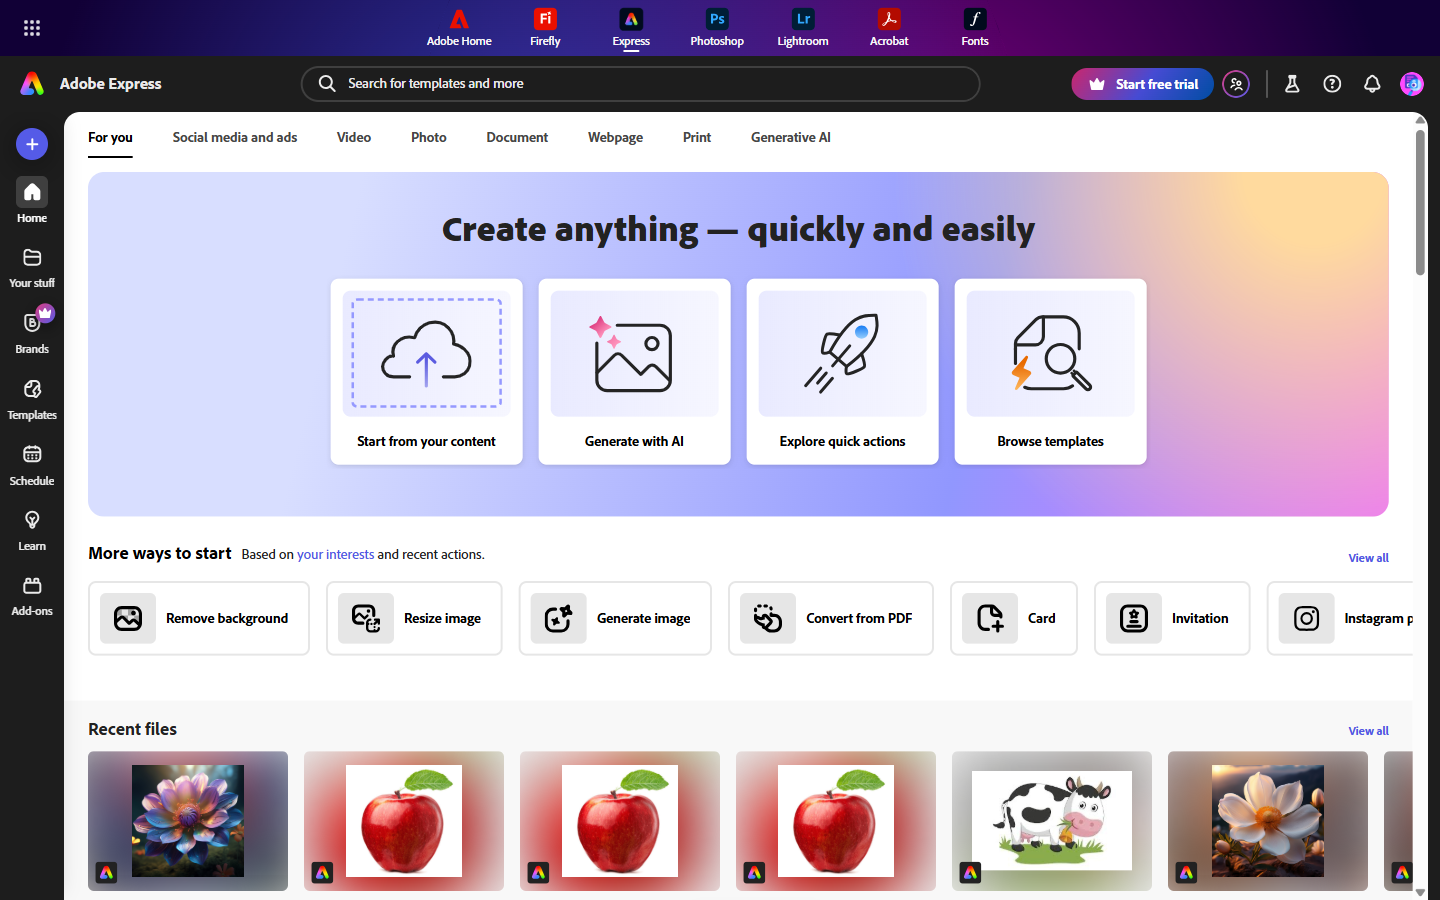 Adobe Home
Firefly
Express
Photoshop
Lightroom
Acrobat
Fonts
Adobe Express
Search for templates and more
Start free trial
For you
Social media and ads
Video
Photo
Document
Webpage
Print
Generative AI
Home
Your stuff
Brands
Templates
Schedule
Learn
Add-ons
Create anything — quickly and easily
Start from your content
Generate with AI
Explore quick actions
Browse templates
More ways to start Based on your interests and recent actions.
View all
Remove background
Resize image
Generate image
Convert from PDF
Card
Invitation
Instagram p
Recent files
View all